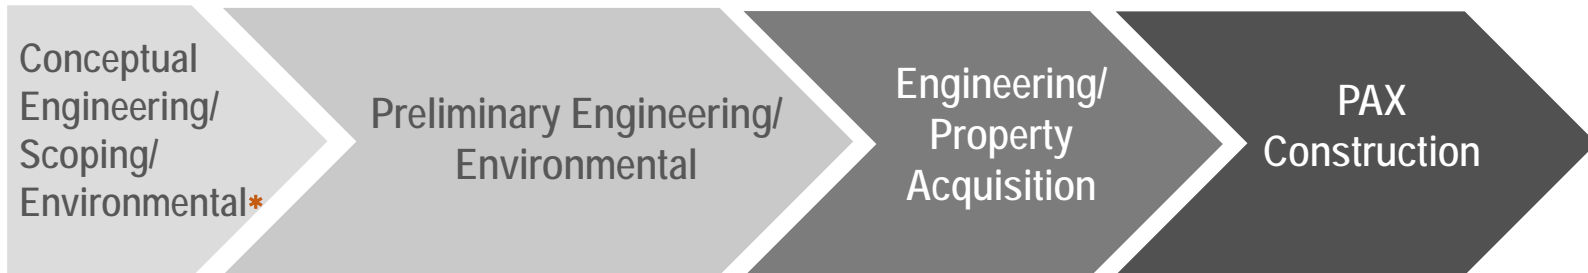 Conceptual
Engineering/
Scoping/
Environmental*
Preliminary Engineering/
Environmental
Engineering/
Property
Acquisition
PAX
Construction